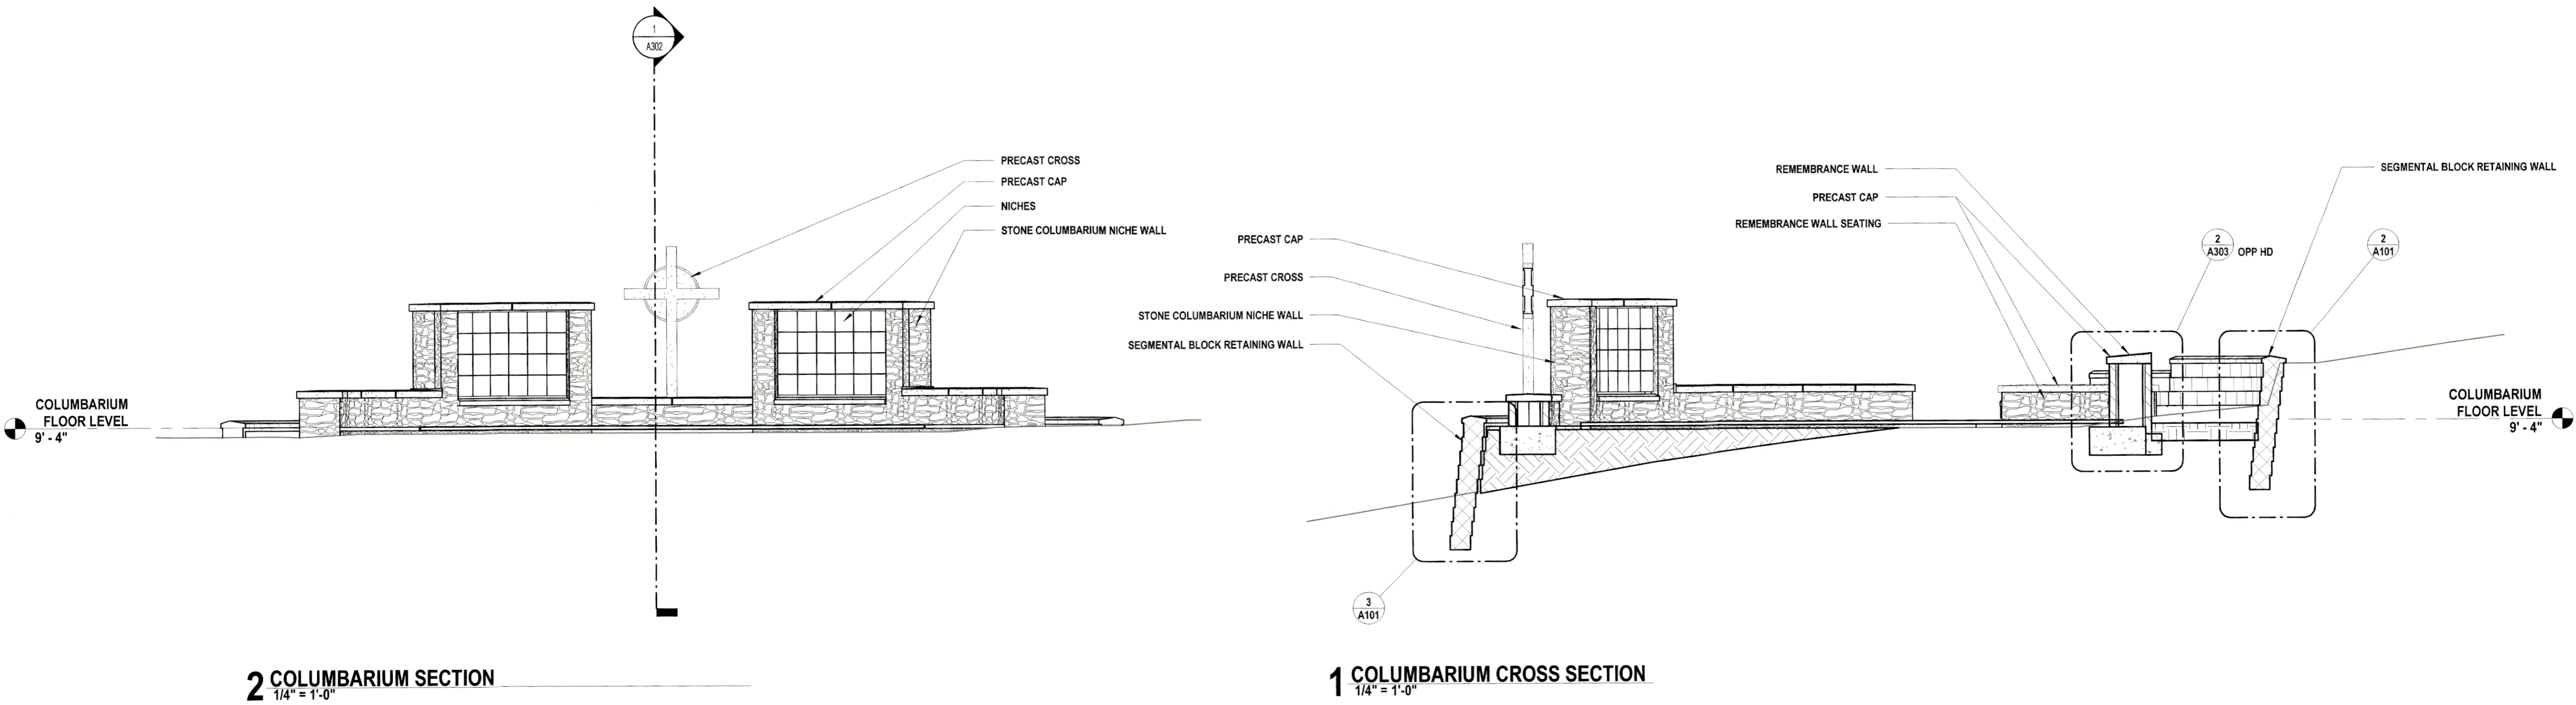 1
A302
PRECAST CROSS
PRECAST CAP
NICHES
STONE COLUMBARIUM NICHE WALL
COLUMBARIUM
FLOOR LEVEL
9' - 4"
2 COLUMBARIUM SECTION
1/4" = 1'-0"
PRECAST CAP
PRECAST CROSS
STONE COLUMBARIUM NICHE WALL
SEGMENTAL BLOCK RETAINING WALL
REMEMBRANCE WALL
PRECAST CAP
REMEMBRANCE WALL SEATING
SEGMENTAL BLOCK RETAINING WALL
2
A303 OPP HD
2
A101
COLUMBARIUM
FLOOR LEVEL
9' - 4"
3
A101
1 COLUMBARIUM CROSS SECTION
1/4" = 1'-0"